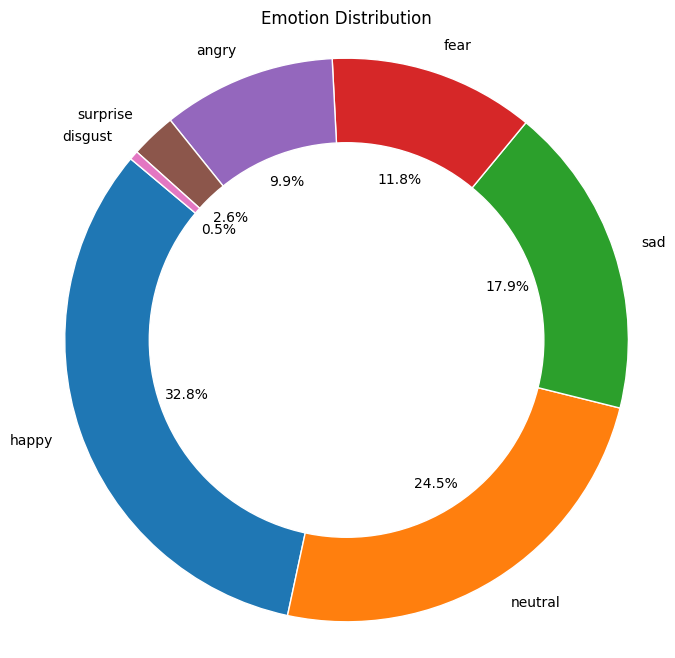 Emotion Distribution
fear
angry
surprise
disgust
11.8%
9.9%
2.6%
0.5%
sad
17.9%
32.8%
happy
24.5%
neutral